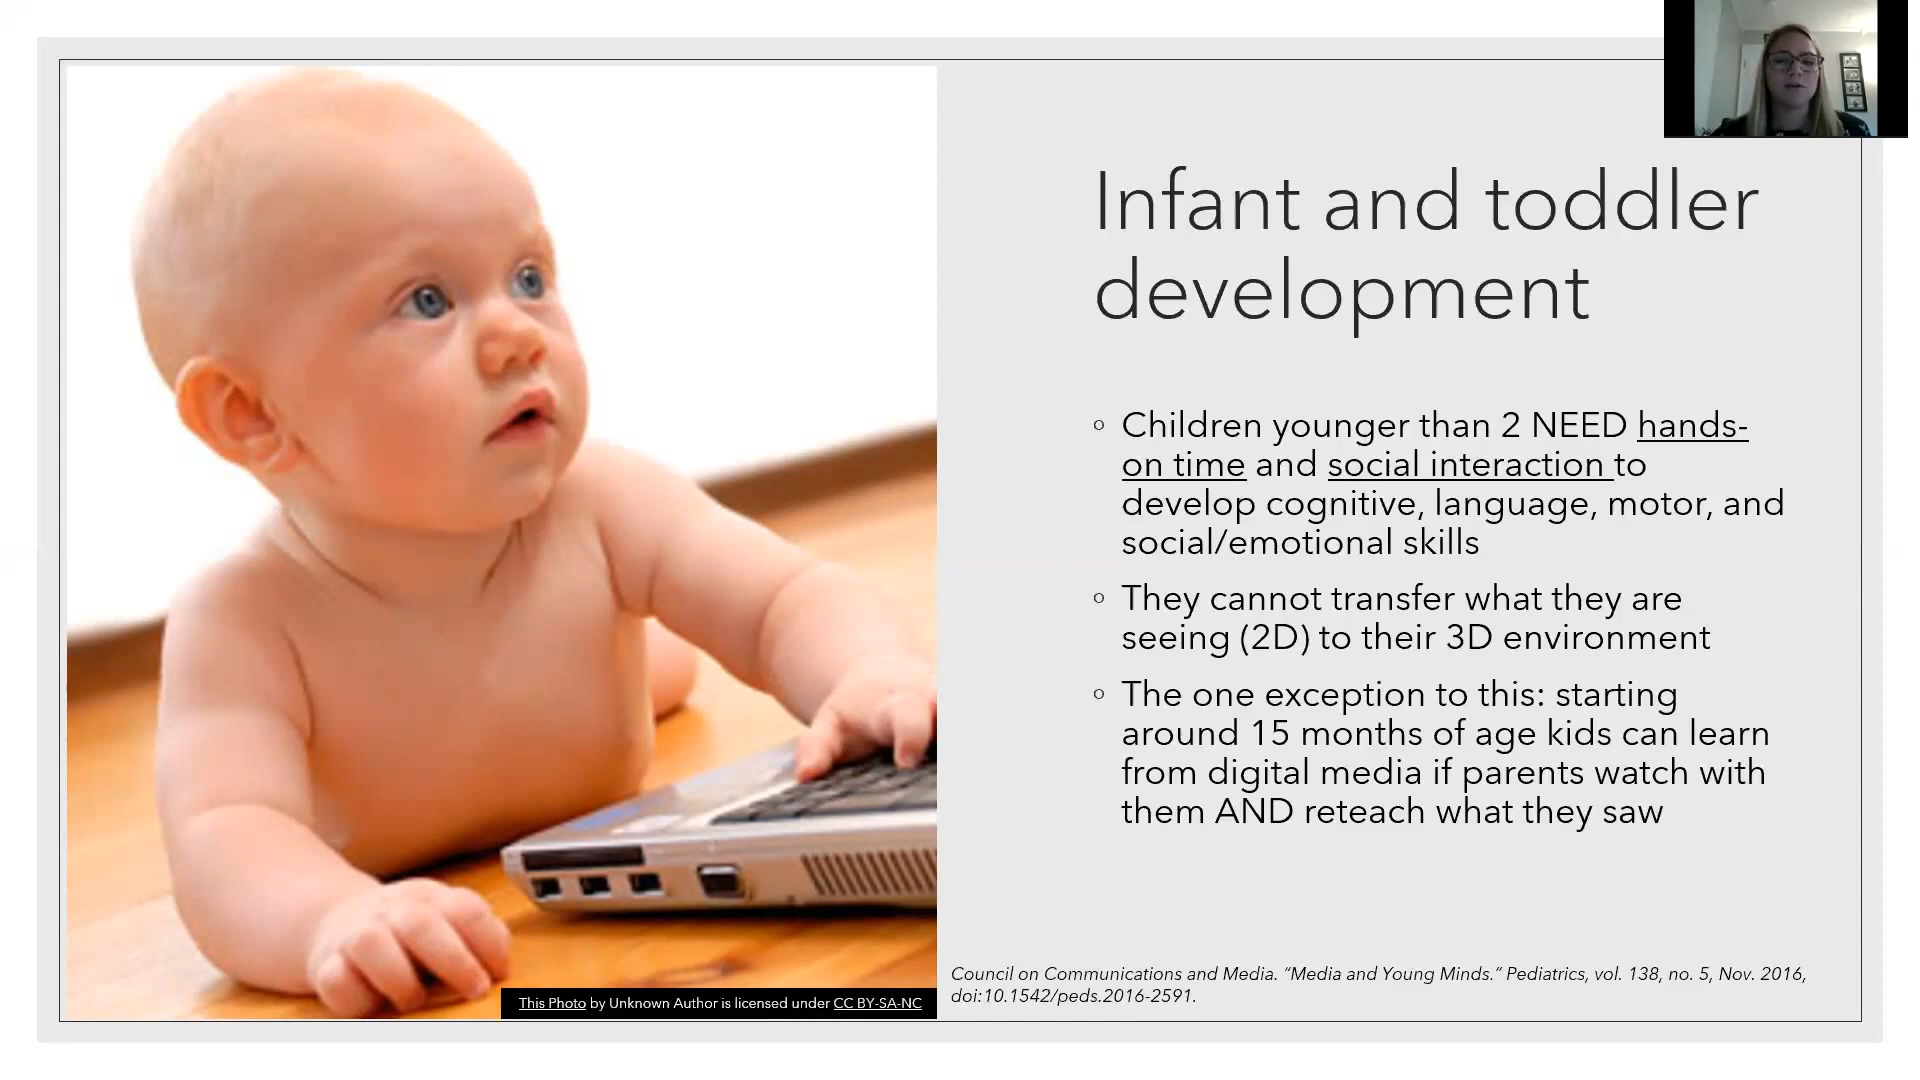 Infant and toddler
development
◦ Children younger than 2 NEED hands-
on time and social interaction to
develop cognitive, language, motor, and
social/emotional skills
◦ They cannot transfer what they are
seeing (2D) to their 3D environment
◦ The one exception to this: starting
around 15 months of age kids can learn
from digital media if parents watch with
them AND reteach what they saw
Council on Communications and Media. “Media and Young Minds.” Pediatrics, vol. 138, no. 5, Nov. 2016,
doi:10.1542/peds.2016-2591.
This Photo by Unknown Author is licensed under CC BY-SA-NC